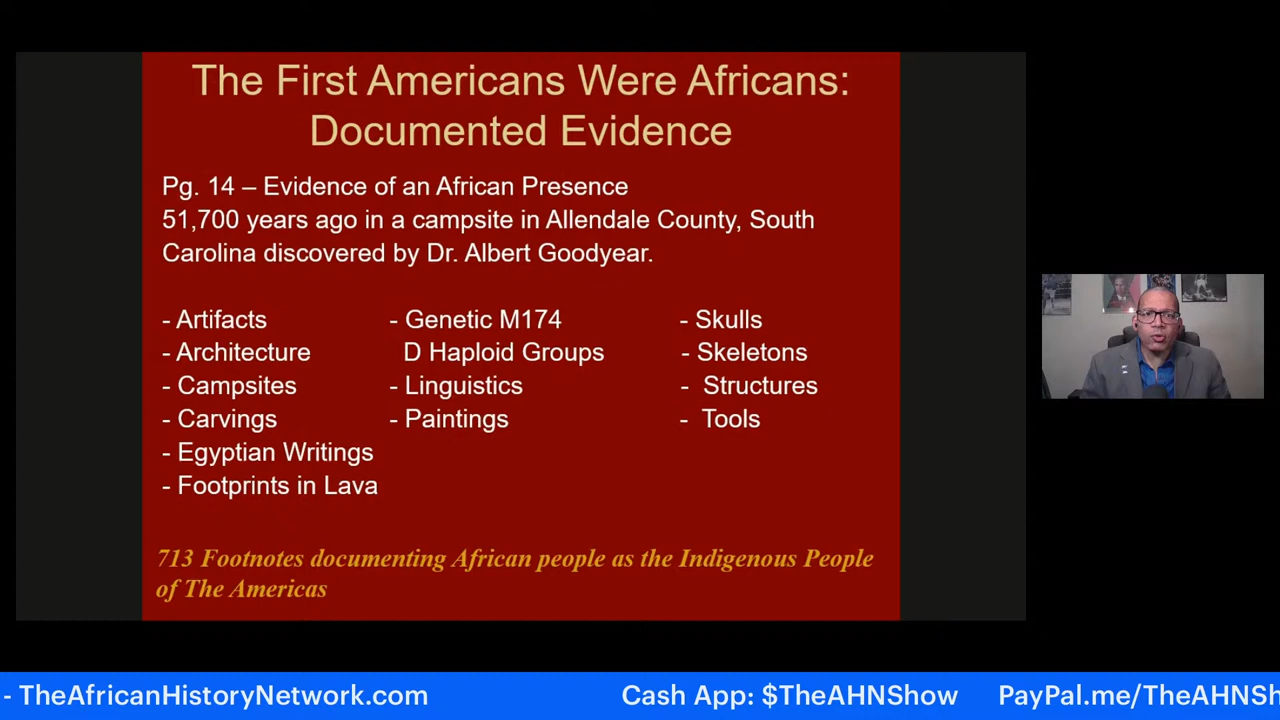 The First Americans Were Africans:
Documented Evidence
Pg. 14 – Evidence of an African Presence
51,700 years ago in a campsite in Allendale County, South
Carolina discovered by Dr. Albert Goodyear.
- Artifacts
- Architecture
- Campsites
- Carvings
- Egyptian Writings
- Footprints in Lava
- Genetic M174
D Haploid Groups
- Linguistics
- Paintings
- Skulls
- Skeletons
- Structures
- Tools
713 Footnotes documenting African people as the Indigenous People
of The Americas
- TheAfricanHistoryNetwork.com Cash App: $TheAHNShow PayPal.me/TheAHNSh